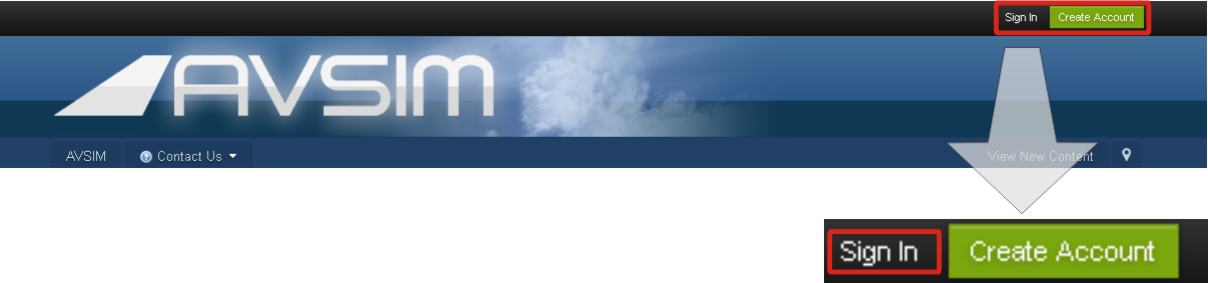 Sign In Create Account
AVSIM
AVSIM Contact Us View New Content
Sign In Create Account